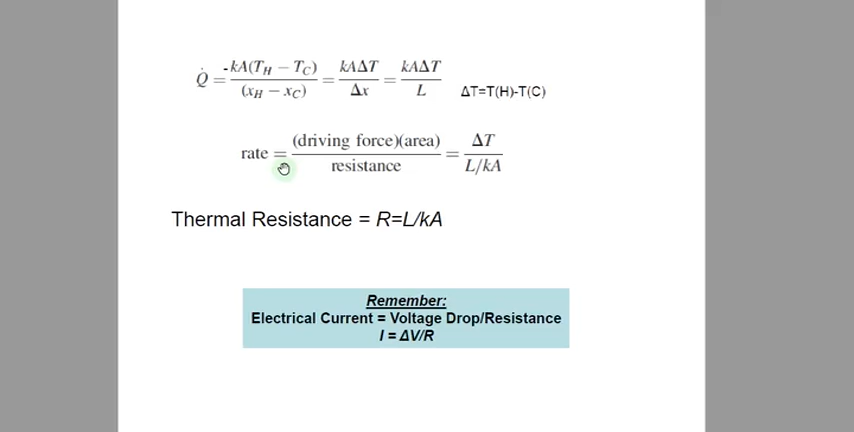 Q̇ = -kA(T_H − T_C)/(x_H − x_C) = kAΔT/Δx = kAΔT/L ΔT=T(H)-T(C)
rate = (driving force)(area)/resistance = ΔT/(L/kA)
Thermal Resistance = R=L/kA
Remember:
Electrical Current = Voltage Drop/Resistance
I = ΔV/R